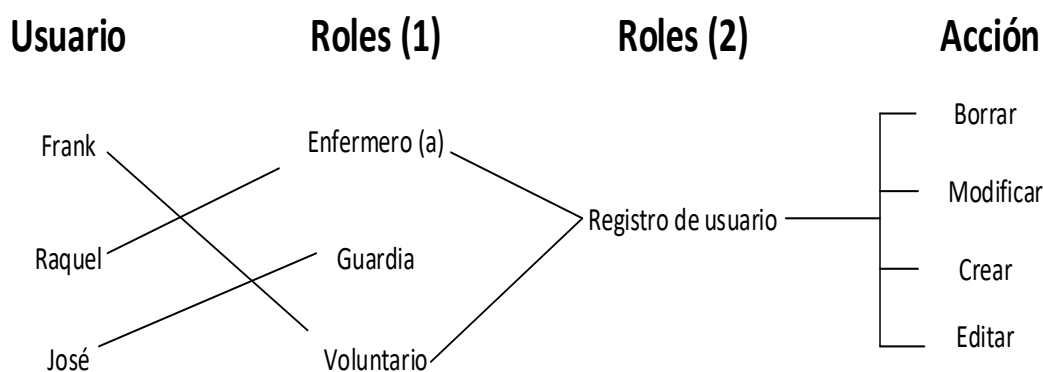 Usuario Roles (1) Roles (2) Acción
Borrar
Frank Enfermero (a)
Modificar
Registro de usuario
Raquel Guardia
Crear
Editar
José Voluntario